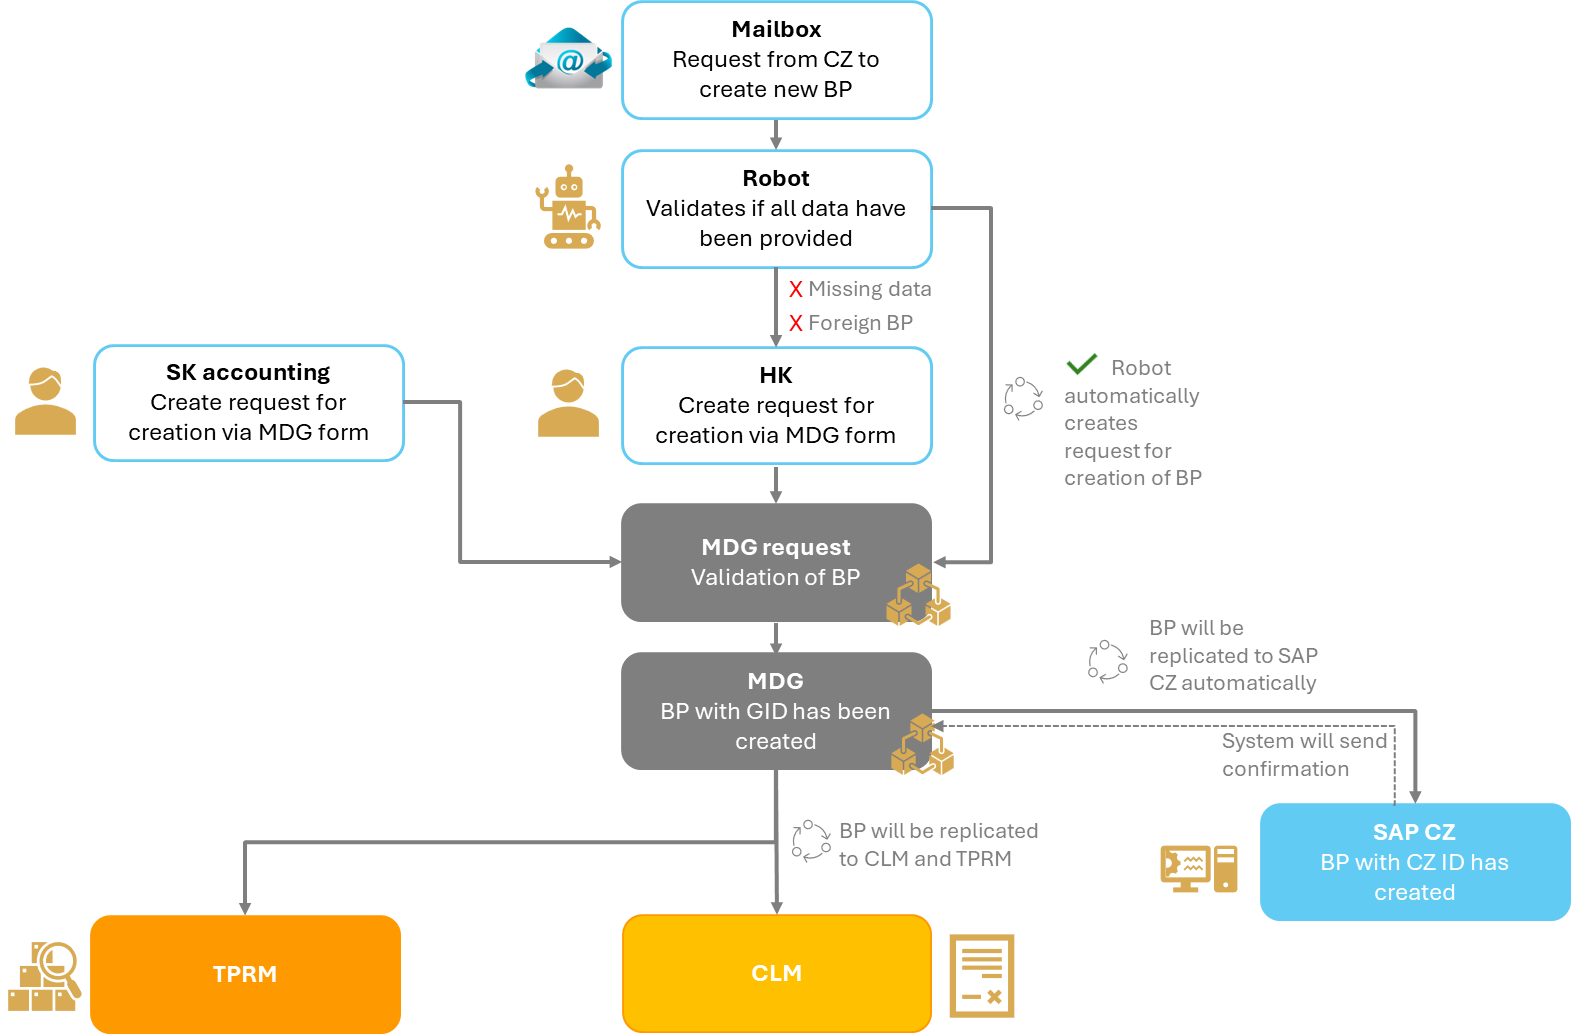 Mailbox
Request from CZ to
create new BP
Robot
Validates if all data have
been provided
X Missing data
X Foreign BP
SK accounting
Create request for
creation via MDG form
HK
Create request for
creation via MDG form
Robot
automatically
creates
request for
creation of BP
MDG request
Validation of BP
BP will be
replicated to SAP
CZ automatically
MDG
BP with GID has been
created
System will send
confirmation
BP will be replicated
to CLM and TPRM
SAP CZ
BP with CZ ID has
created
TPRM
CLM